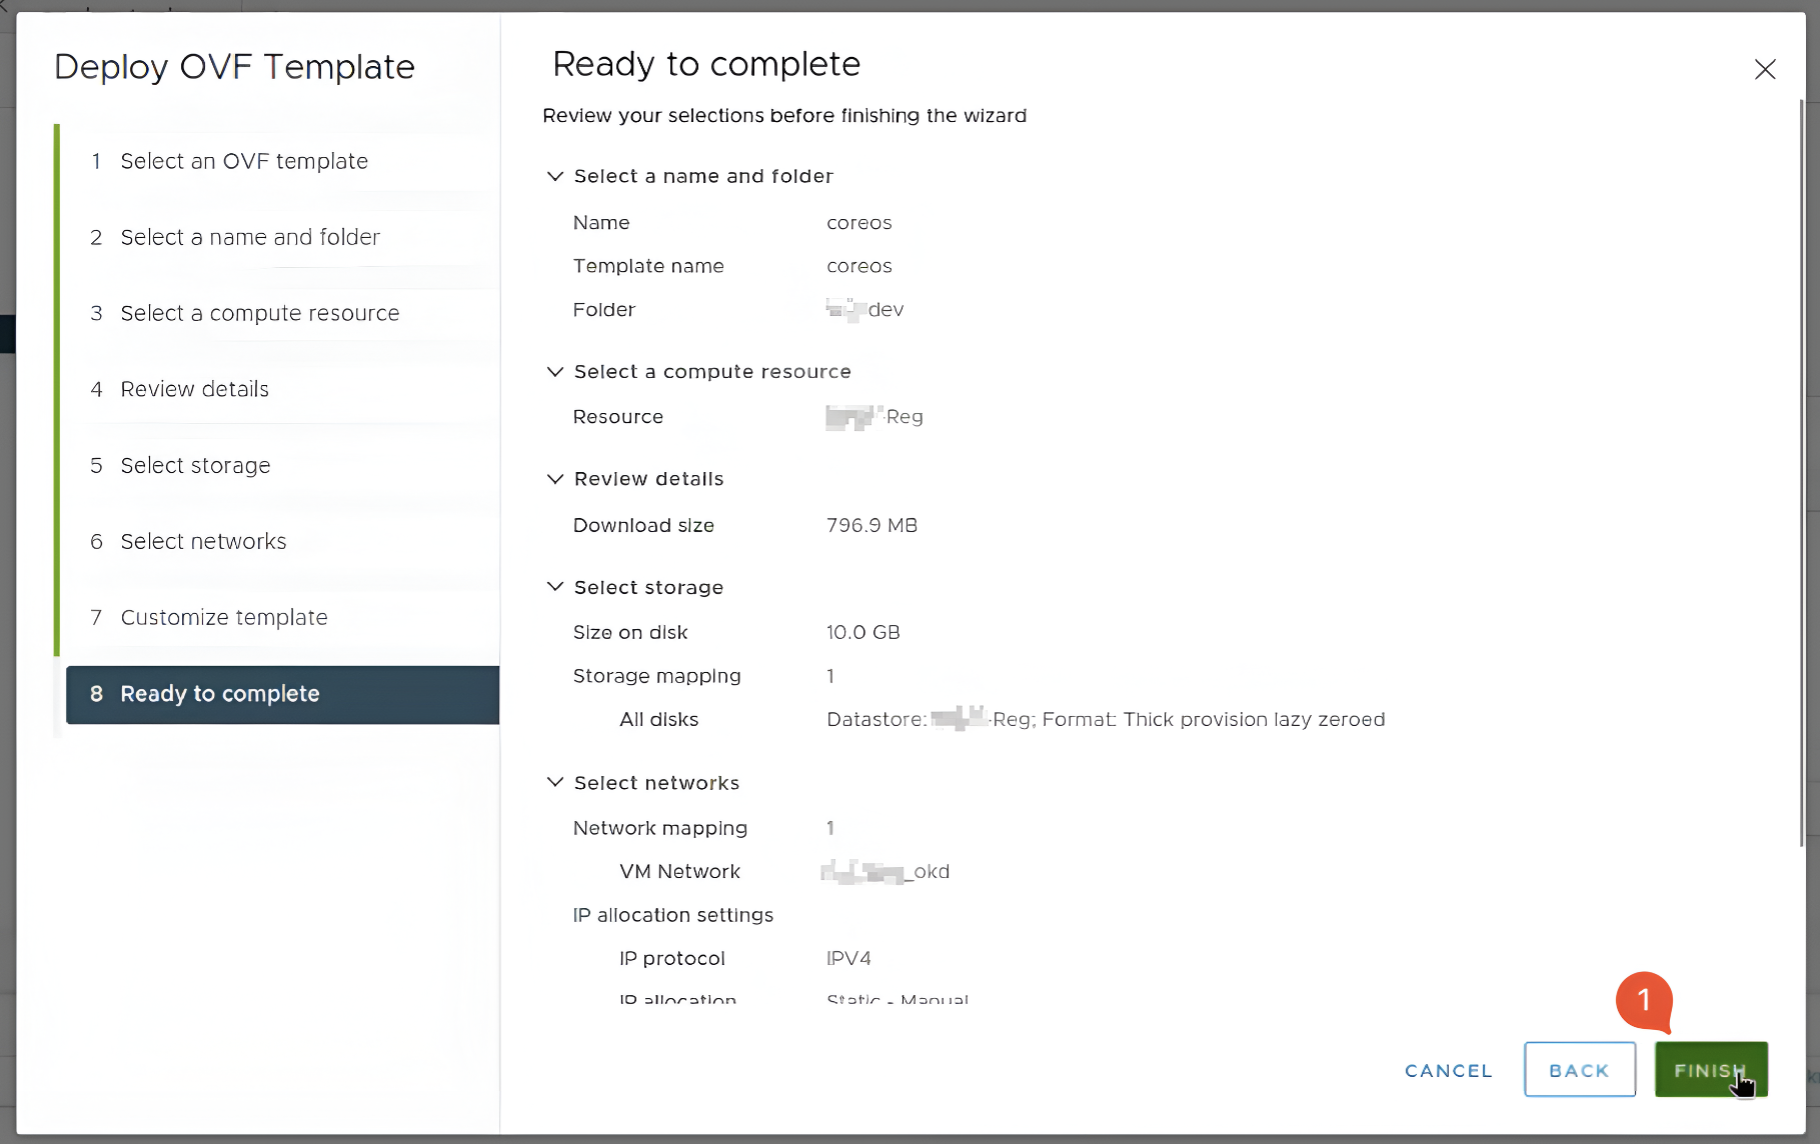 Deploy OVF Template
1 Select an OVF template
2 Select a name and folder
3 Select a compute resource
4 Review details
5 Select storage
6 Select networks
7 Customize template
8 Ready to complete
Ready to complete
Review your selections before finishing the wizard
Select a name and folder
Name coreos
Template name coreos
Folder dev
Select a compute resource
Resource -Reg
Review details
Download size 796.9 MB
Select storage
Size on disk 10.0 GB
Storage mapping 1
All disks Datastore: -Reg; Format: Thick provision lazy zeroed
Select networks
Network mapping 1
VM Network _okd
IP allocation settings
IP protocol IPV4
IP allocation Static - Manual
1
CANCEL BACK FINISH